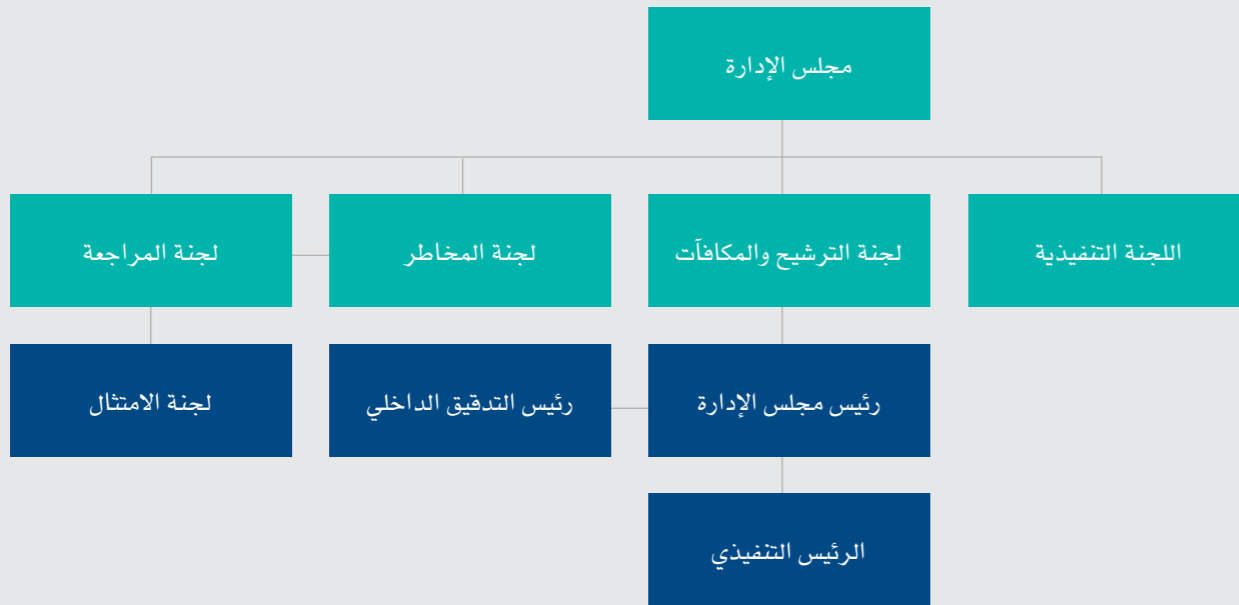 مجلس الإدارة
اللجنة التنفيذية
لجنة الترشيح والمكافآت
لجنة المخاطر
لجنة المراجعة
رئيس مجلس الإدارة
رئيس التدقيق الداخلي
لجنة الامتثال
الرئيس التنفيذي